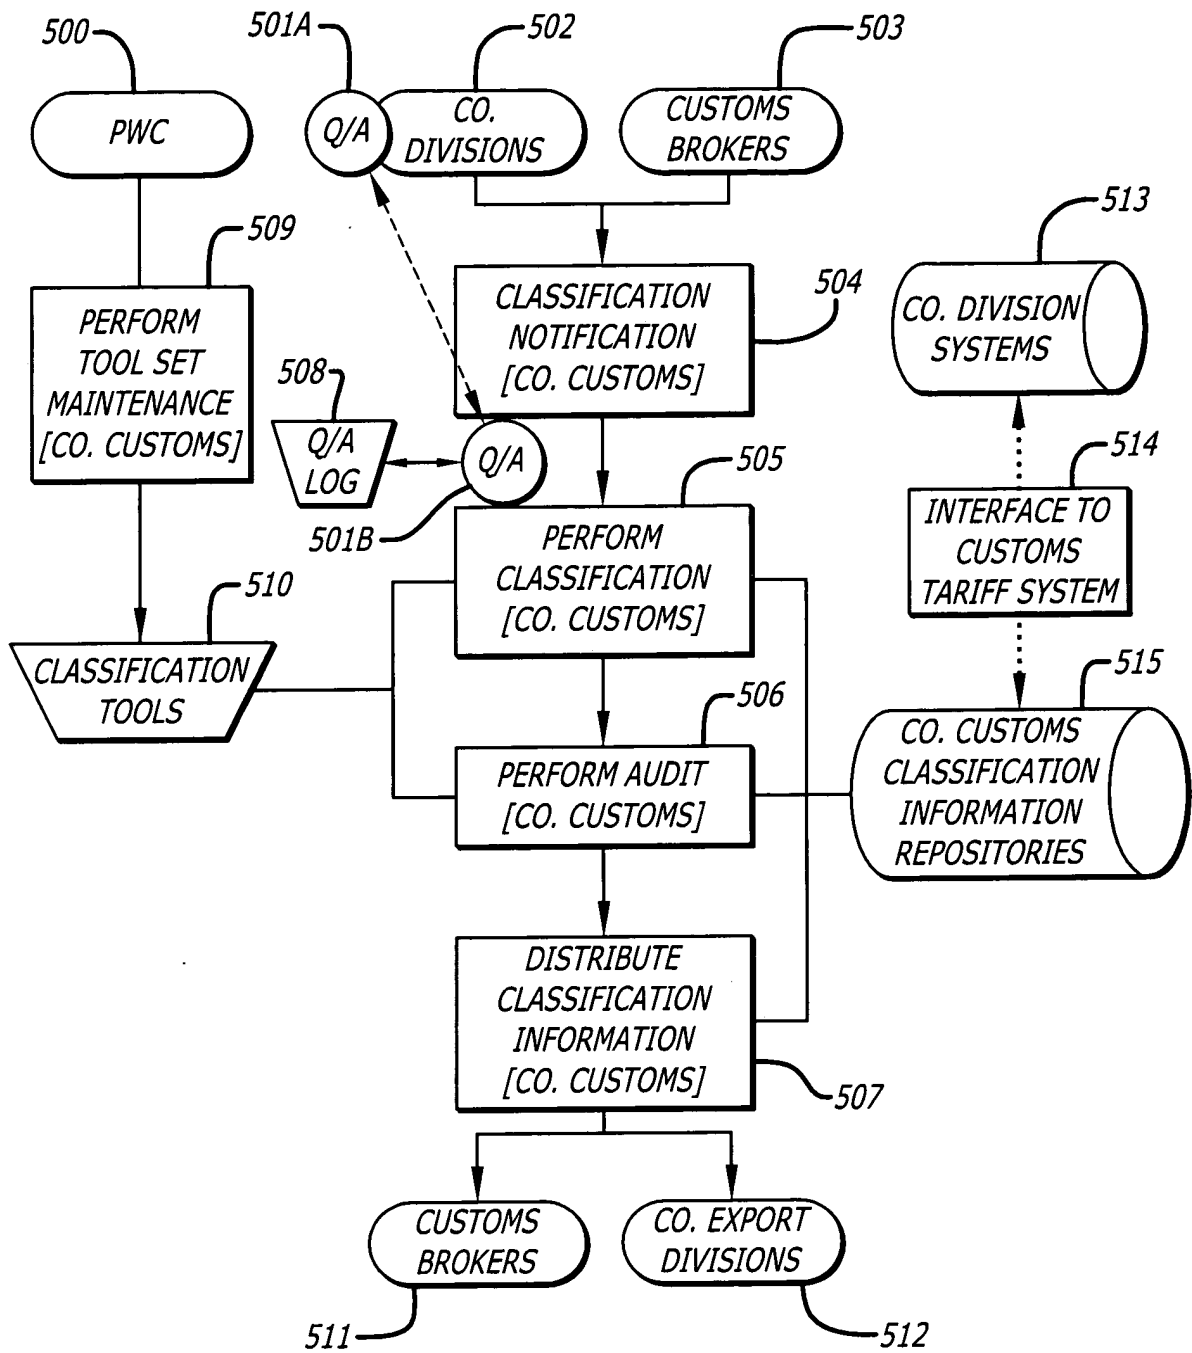 500
501A
502
503
PWC
Q/A
CO.
DIVISIONS
CUSTOMS
BROKERS
509
PERFORM
TOOL SET
MAINTENANCE
[CO. CUSTOMS]
CLASSIFICATION
NOTIFICATION
[CO. CUSTOMS]
504
513
CO. DIVISION
SYSTEMS
508
Q/A
LOG
Q/A
501B
505
PERFORM
CLASSIFICATION
[CO. CUSTOMS]
514
INTERFACE TO
CUSTOMS
TARIFF SYSTEM
510
CLASSIFICATION
TOOLS
506
PERFORM AUDIT
[CO. CUSTOMS]
515
CO. CUSTOMS
CLASSIFICATION
INFORMATION
REPOSITORIES
DISTRIBUTE
CLASSIFICATION
INFORMATION
[CO. CUSTOMS]
507
CUSTOMS
BROKERS
CO. EXPORT
DIVISIONS
511
512